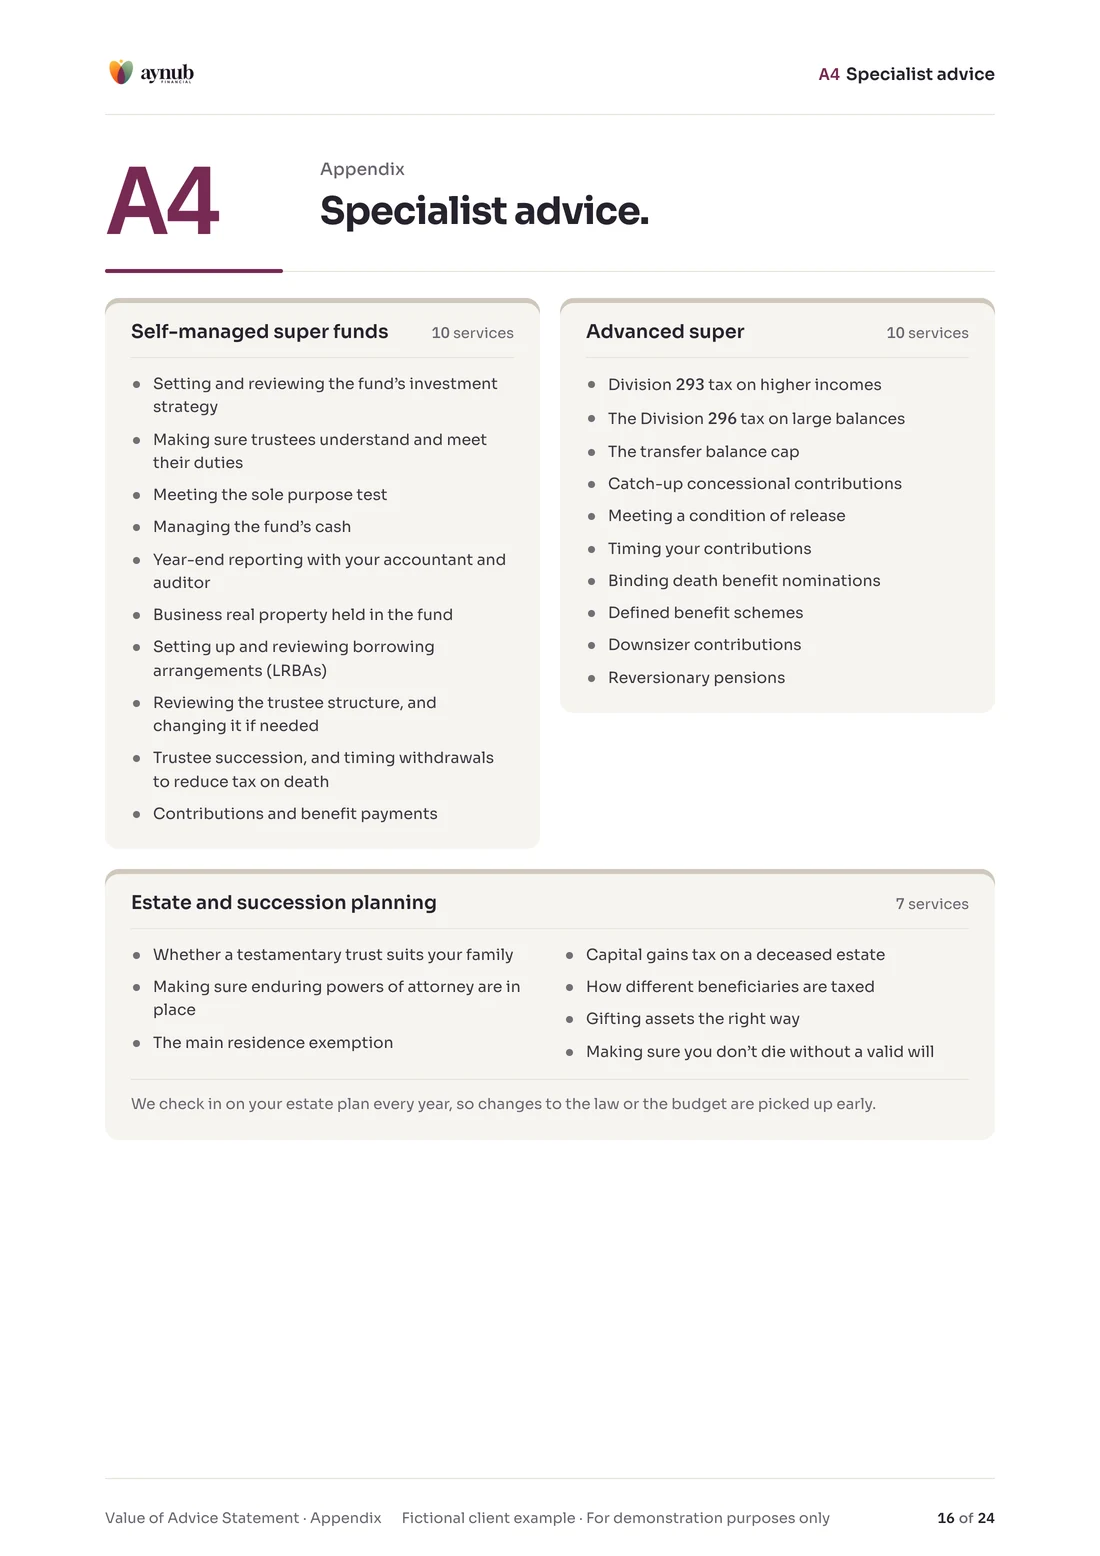 aynub
FINANCIAL
A4 Specialist advice
A4
Appendix
Specialist advice.
Self-managed super funds
10 services
Setting and reviewing the fund’s investment
strategy
Making sure trustees understand and meet
their duties
Meeting the sole purpose test
Managing the fund’s cash
Year-end reporting with your accountant and
auditor
Business real property held in the fund
Setting up and reviewing borrowing
arrangements (LRBAs)
Reviewing the trustee structure, and
changing it if needed
Trustee succession, and timing withdrawals
to reduce tax on death
Contributions and benefit payments
Advanced super
10 services
Division 293 tax on higher incomes
The Division 296 tax on large balances
The transfer balance cap
Catch-up concessional contributions
Meeting a condition of release
Timing your contributions
Binding death benefit nominations
Defined benefit schemes
Downsizer contributions
Reversionary pensions
Estate and succession planning
7 services
Whether a testamentary trust suits your family
Making sure enduring powers of attorney are in
place
The main residence exemption
Capital gains tax on a deceased estate
How different beneficiaries are taxed
Gifting assets the right way
Making sure you don’t die without a valid will
We check in on your estate plan every year, so changes to the law or the budget are picked up early.
Value of Advice Statement · Appendix
Fictional client example · For demonstration purposes only
16 of 24